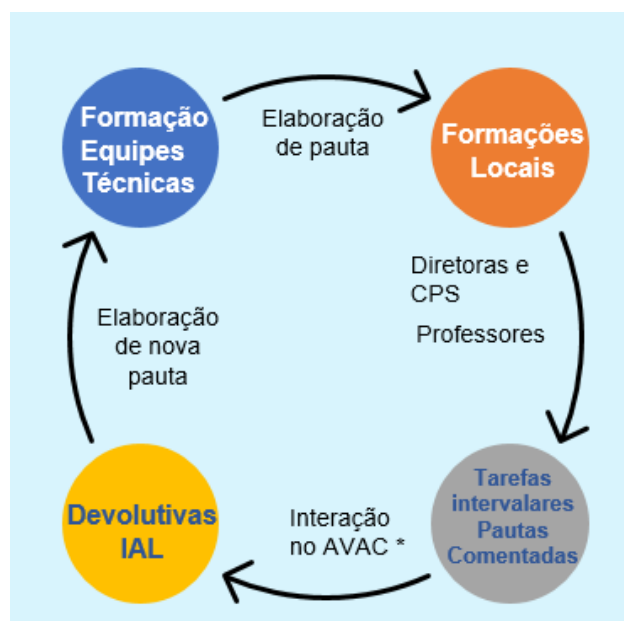 Formação
Equipes
Técnicas
Elaboração
de pauta
Formações
Locais
Diretoras e
CPS
Professores
Tarefas
intervalares
Pautas
Comentadas
Interação
no AVAC *
Devolutivas
IAL
Elaboração
de nova
pauta